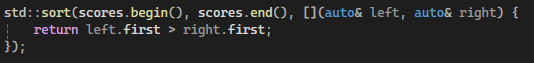 std::sort(scores.begin(), scores.end(), [](auto& left, auto& right) {
    return left.first > right.first;
});